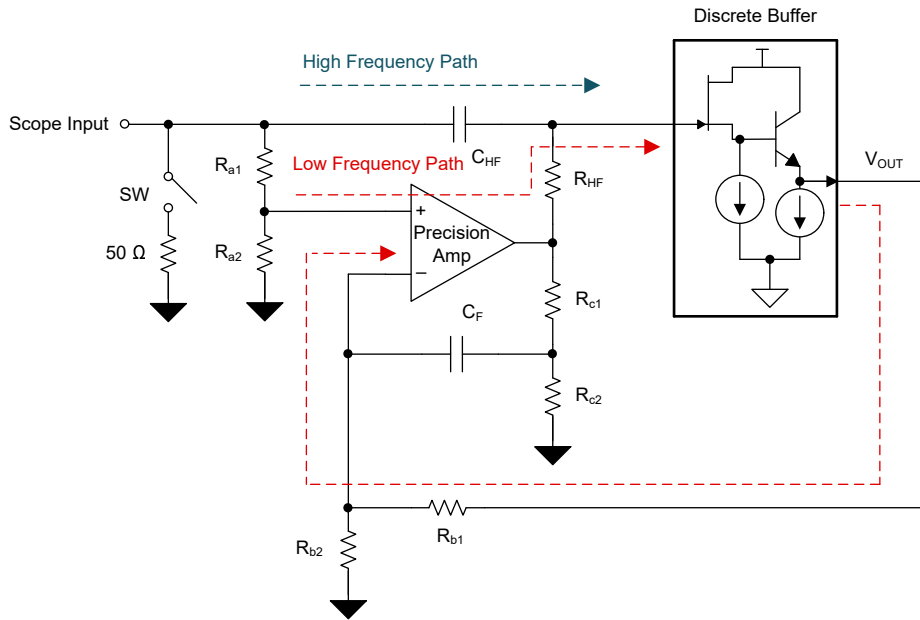 Discrete Buffer
High Frequency Path
Scope Input
C_HF
R_a1
Low Frequency Path
R_HF
V_OUT
SW
+
Precision
Amp
−
50 Ω
R_a2
R_c1
C_F
R_c2
R_b1
R_b2